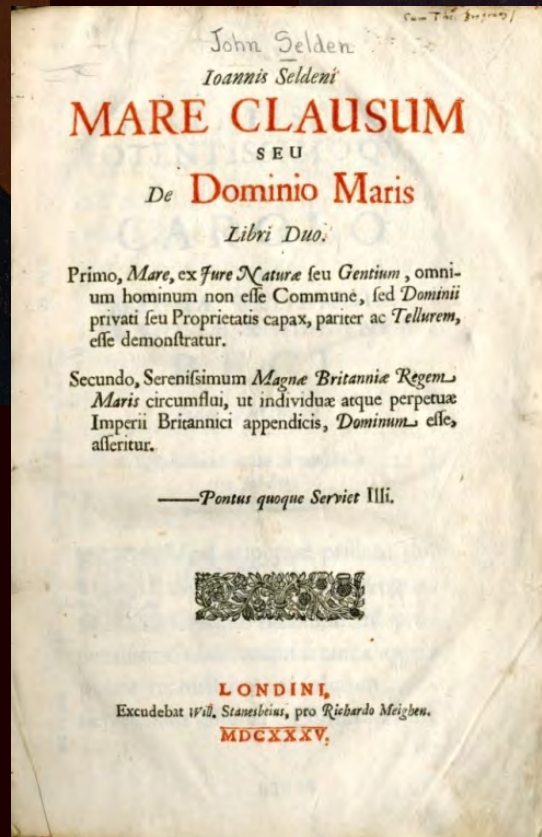 John Selden
Ioannis Seldeni
MARE CLAUSUM
SEU
De Dominio Maris
Libri Duo.
Primo, Mare, ex Jure Naturæ ſeu Gentium, omni-
um hominum non eſſe Commune, ſed Dominii
privati ſeu Proprietatis capax, pariter ac Tellurem,
eſſe demonſtratur.
Secundo, Sereniſſimum Magnæ Britanniæ Regem
Maris circumflui, ut individuæ atque perpetuæ
Imperii Britannici appendicis, Dominum eſſe,
aſſeritur.
——Pontus quoque Serviet Illi.
LONDINI,
Excudebat Will. Stanesbeius, pro Richardo Meighen.
MDCXXXV.